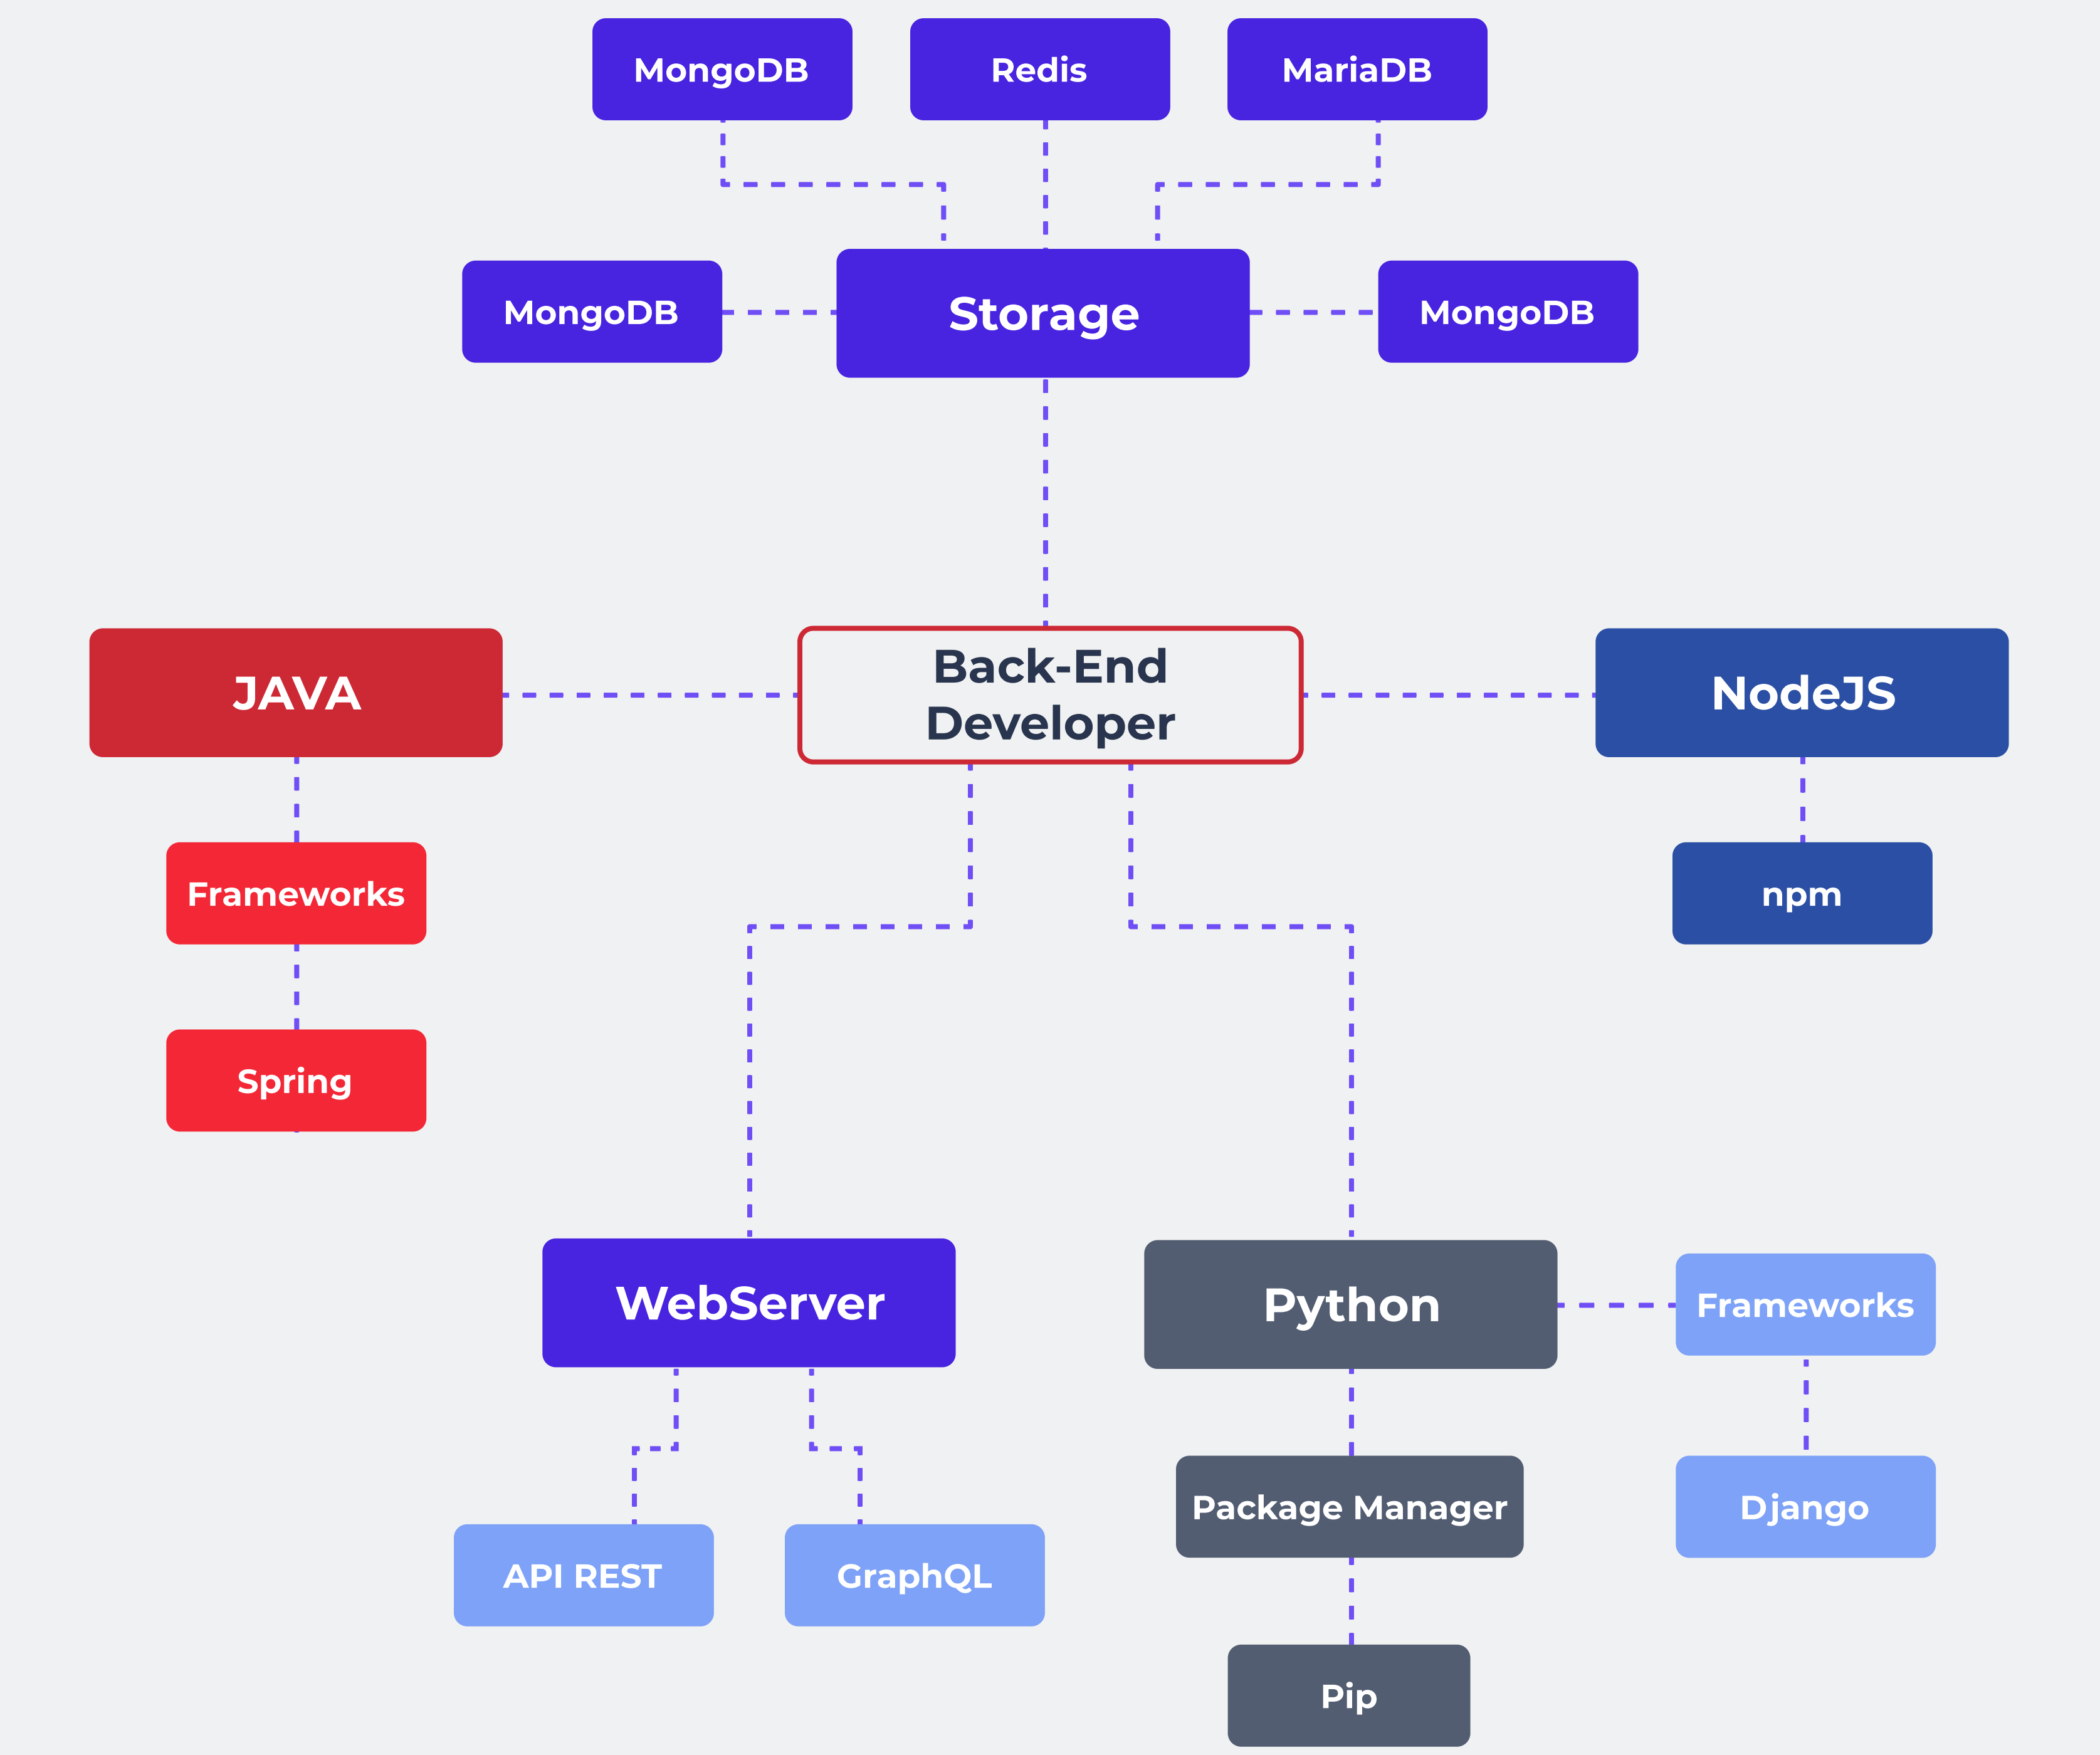 MongoDB
Redis
MariaDB
MongoDB
Storage
MongoDB
JAVA
Back-End
Developer
NodeJS
Frameworks
npm
Spring
WebServer
Python
Frameworks
Package Manager
Django
API REST
GraphQL
Pip